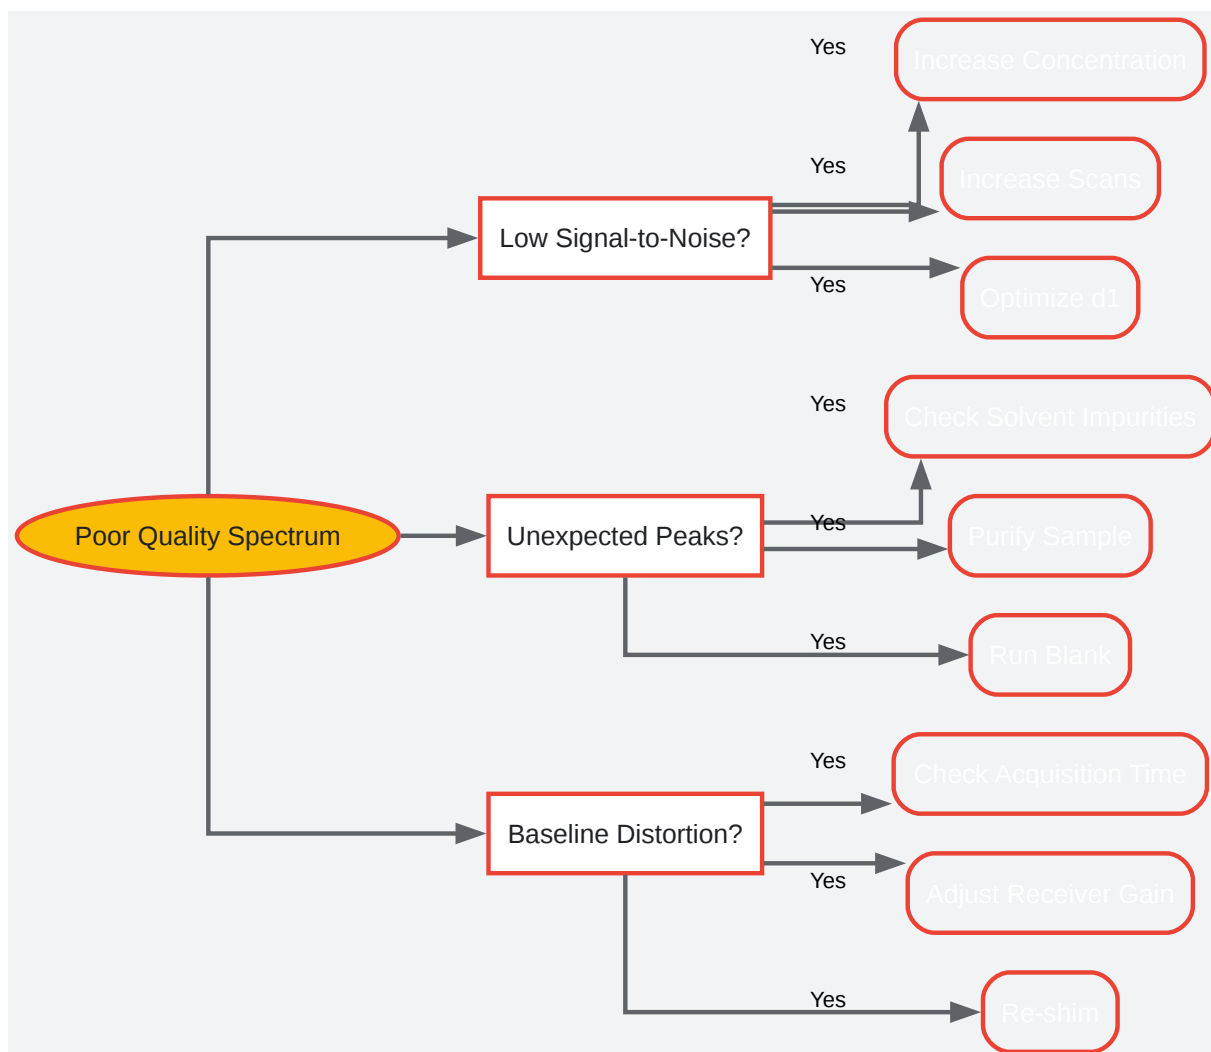 Yes
Increase Concentration
Yes
Increase Scans
Low Signal-to-Noise?
Yes
Optimize d1
Yes
Check Solvent Impurities
Poor Quality Spectrum
Unexpected Peaks?
Yes
Purify Sample
Yes
Run Blank
Yes
Check Acquisition Time
Baseline Distortion?
Yes
Adjust Receiver Gain
Yes
Re-shim